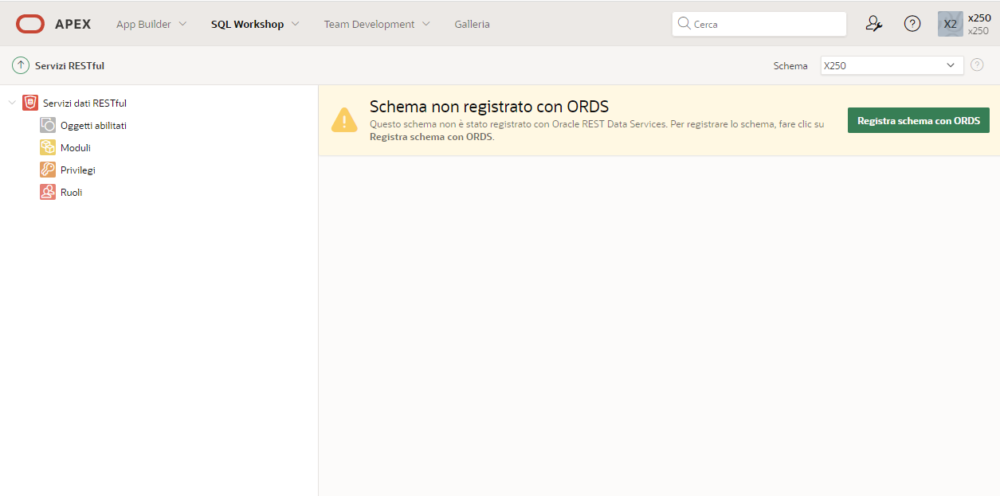 APEX App Builder SQL Workshop Team Development Galleria Cerca X2 x250
x250
Servizi RESTful Schema X250
Servizi dati RESTful
Oggetti abilitati
Moduli
Privilegi
Ruoli
Schema non registrato con ORDS
Questo schema non è stato registrato con Oracle REST Data Services. Per registrare lo schema, fare clic su
Registra schema con ORDS.
Registra schema con ORDS